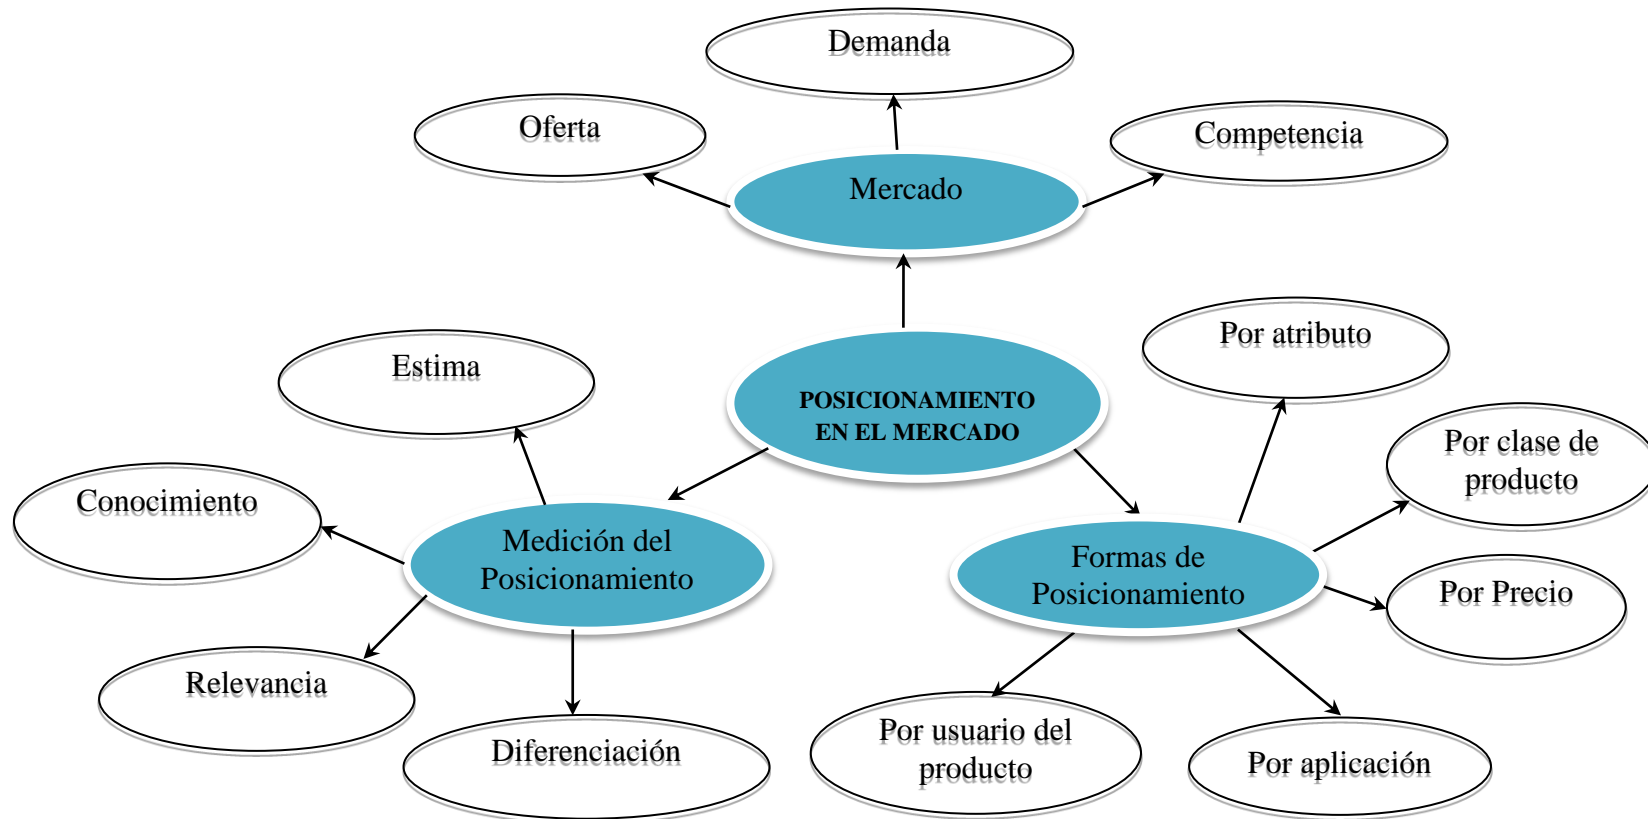 Demanda
Oferta
Competencia
Mercado
Por atributo
Estima
POSICIONAMIENTO
EN EL MERCADO
Por clase de
producto
Conocimiento
Medición del
Posicionamiento
Formas de
Posicionamiento
Por Precio
Relevancia
Diferenciación
Por usuario del
producto
Por aplicación